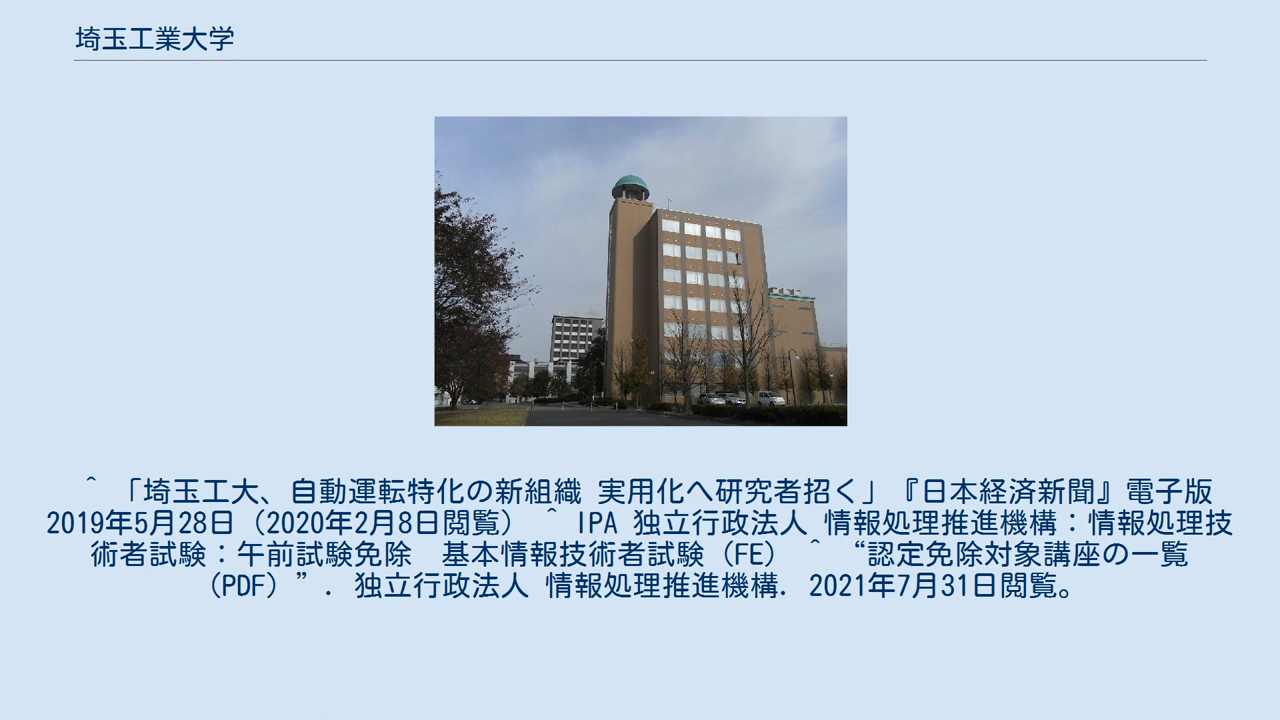 埼玉工業大学
^ 「埼玉工大、自動運転特化の新組織 実用化へ研究者招く」『日本経済新聞』電子版
2019年5月28日（2020年2月8日閲覧） ^ IPA 独立行政法人 情報処理推進機構：情報処理技
術者試験：午前試験免除　基本情報技術者試験（FE） ^ “認定免除対象講座の一覧
（PDF）”. 独立行政法人 情報処理推進機構. 2021年7月31日閲覧。